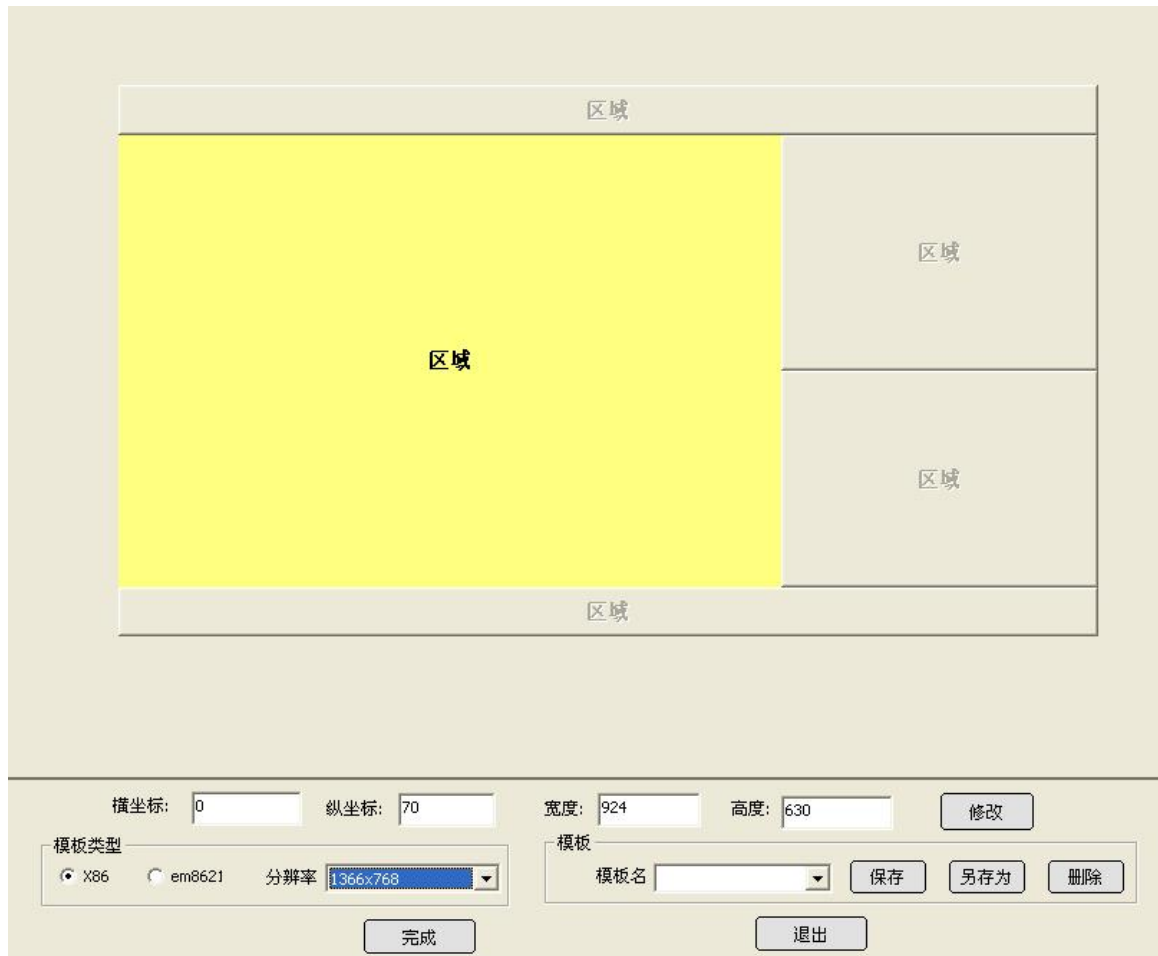 区域
区域
区域
区域
区域
横坐标: 0 纵坐标: 70 宽度: 924 高度: 630 修改
模板类型 模板
X86 em8621 分辨率 1366x768 模板名 保存 另存为 删除
完成 退出